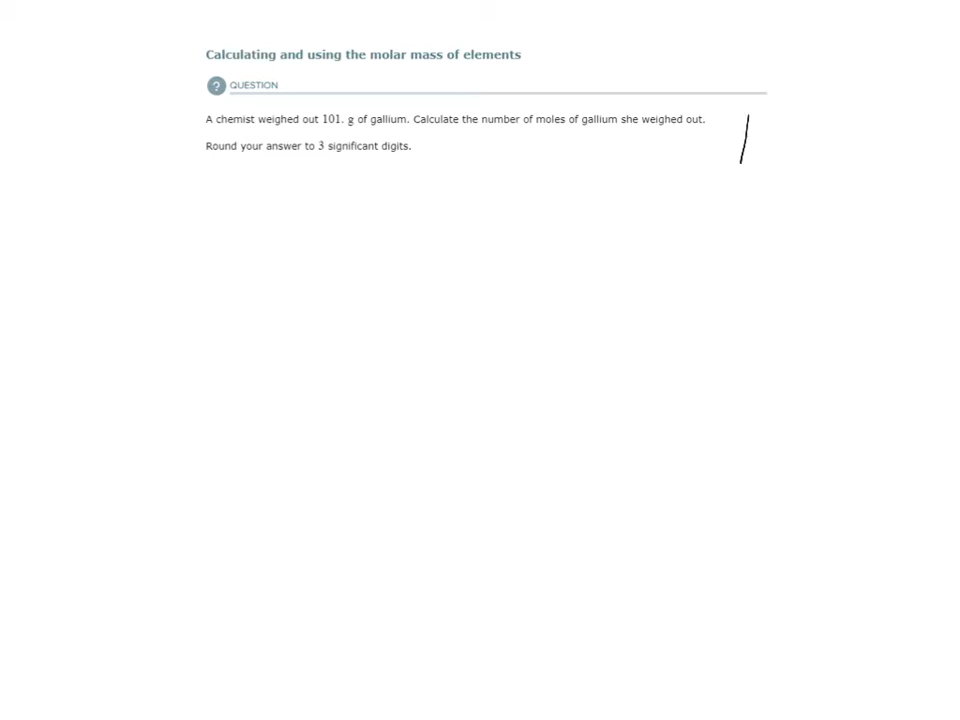 Calculating and using the molar mass of elements
? QUESTION
A chemist weighed out 101. g of gallium. Calculate the number of moles of gallium she weighed out.
Round your answer to 3 significant digits.